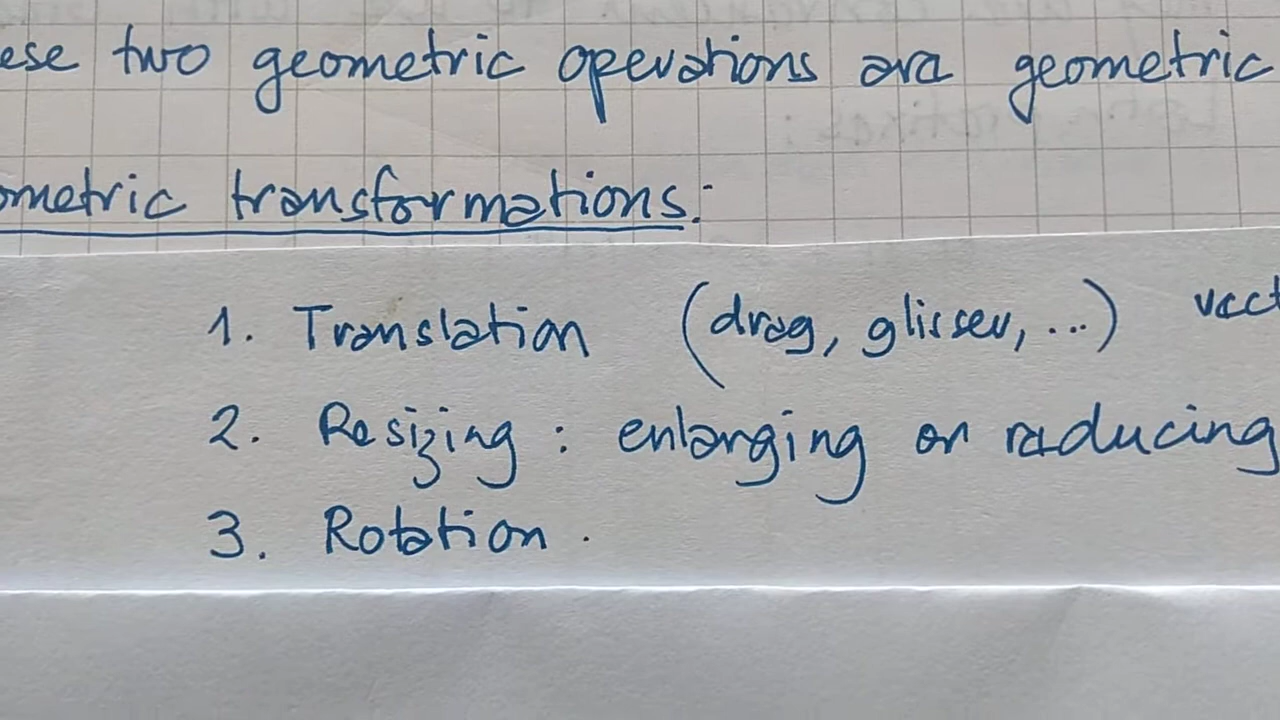 ese two geometric operations are geometric
ometric transformations:
1. Translation (drag, glisser, ...) vect
2. Resizing : enlarging or reducing
3. Rotation.